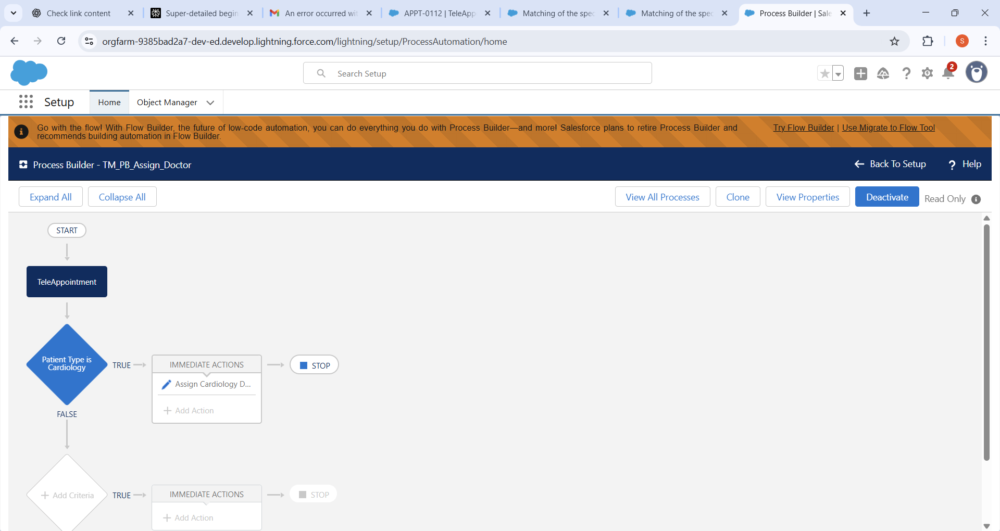 Check link content
Super-detailed begin
An error occurred wit
APPT-0112 | TeleApp
Matching of the spec
Matching of the spec
Process Builder | Sale
orgfarm-9385bad2a7-dev-ed.develop.lightning.force.com/lightning/setup/ProcessAutomation/home
S
Search Setup
2
Setup
Home
Object Manager
Go with the flow! With Flow Builder, the future of low-code automation, you can do everything you do with Process Builder—and more! Salesforce plans to retire Process Builder and
recommends building automation in Flow Builder.
Try Flow Builder | Use Migrate to Flow Tool
Process Builder - TM_PB_Assign_Doctor
Back To Setup
? Help
Expand All
Collapse All
View All Processes
Clone
View Properties
Deactivate
Read Only
START
TeleAppointment
Patient Type is
Cardiology
TRUE
IMMEDIATE ACTIONS
STOP
Assign Cardiology D...
+ Add Action
FALSE
+ Add Criteria
TRUE
IMMEDIATE ACTIONS
STOP
+ Add Action